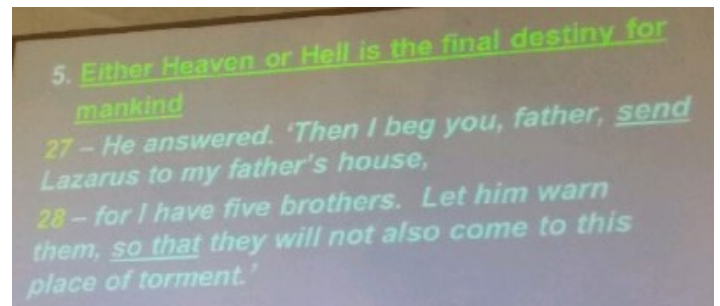 5. Either Heaven or Hell is the final destiny for
mankind
27 – He answered. ‘Then I beg you, father, send
Lazarus to my father's house,
28 – for I have five brothers. Let him warn
them, so that they will not also come to this
place of torment.’